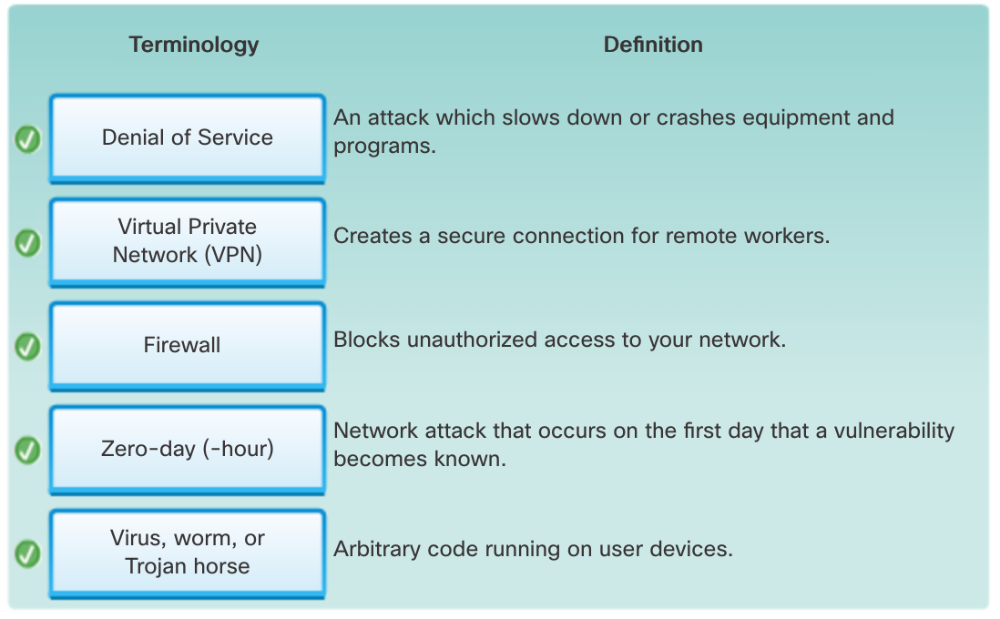 Terminology
Definition
Denial of Service
An attack which slows down or crashes equipment and
programs.
Virtual Private
Network (VPN)
Creates a secure connection for remote workers.
Firewall
Blocks unauthorized access to your network.
Zero-day (-hour)
Network attack that occurs on the first day that a vulnerability
becomes known.
Virus, worm, or
Trojan horse
Arbitrary code running on user devices.